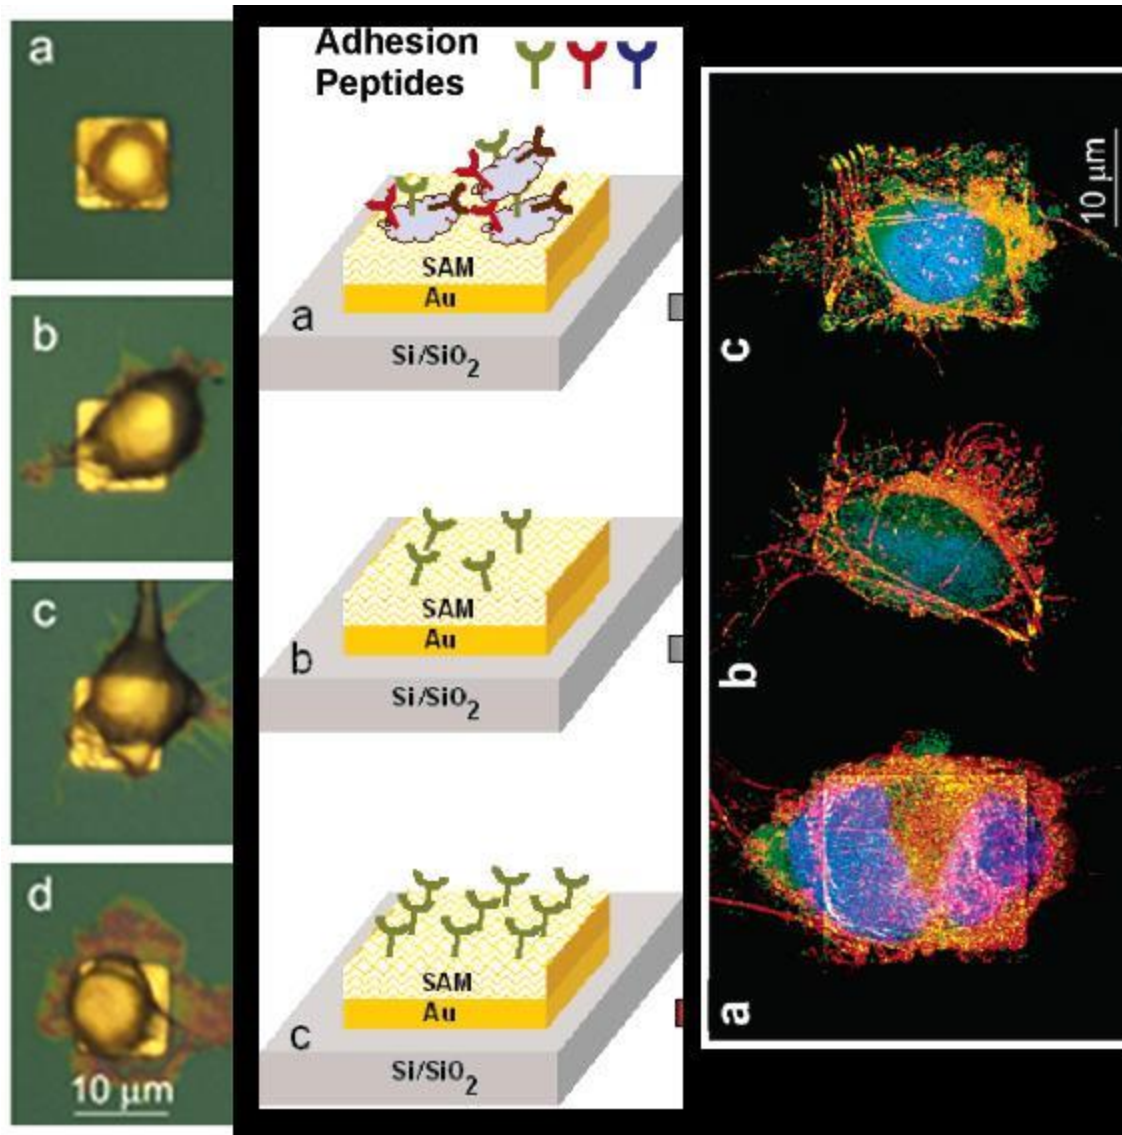 a
b
c
d
10 μm
Adhesion
Peptides
SAM
Au
a
Si/SiO₂
SAM
Au
b
Si/SiO₂
SAM
Au
c
Si/SiO₂
10 μm
c
b
a